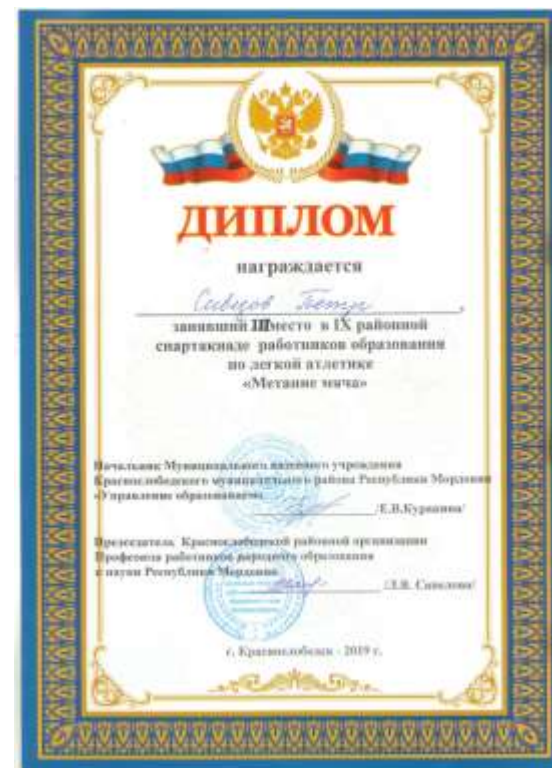 ДИПЛОМ
награждается
Петр
занявший III место в IX районной
спартакиаде работников образования
по легкой атлетике
«Метание мяча»
Начальник Муниципального казенного учреждения
Краснослободского муниципального района Республики Мордовия
«Управление образованием»
/Е.В.Куркина/
Председатель Краснослободской районной организации
Профсоюза работников народного образования
и науки Республики Мордовия
г. Краснослободск - 2019 г.